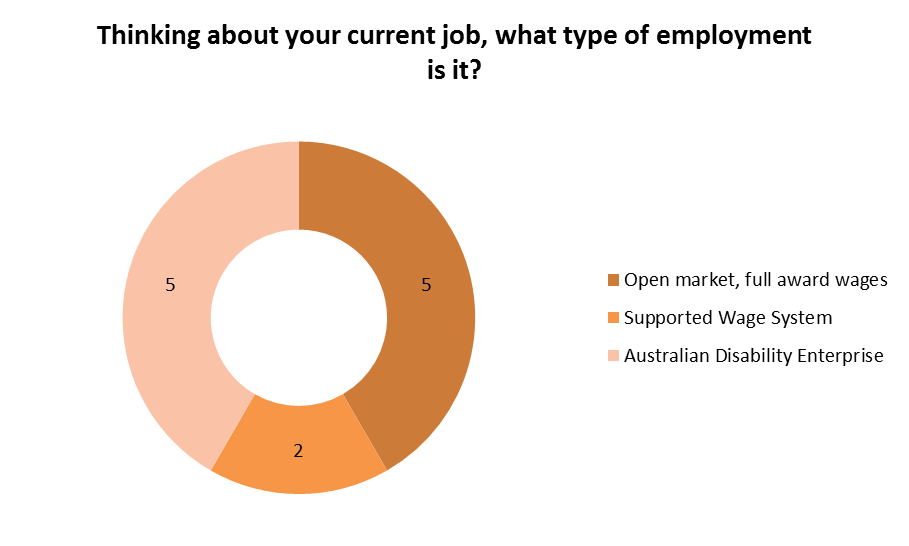 Thinking about your current job, what type of employment
is it?
5
5
2
Open market, full award wages
Supported Wage System
Australian Disability Enterprise